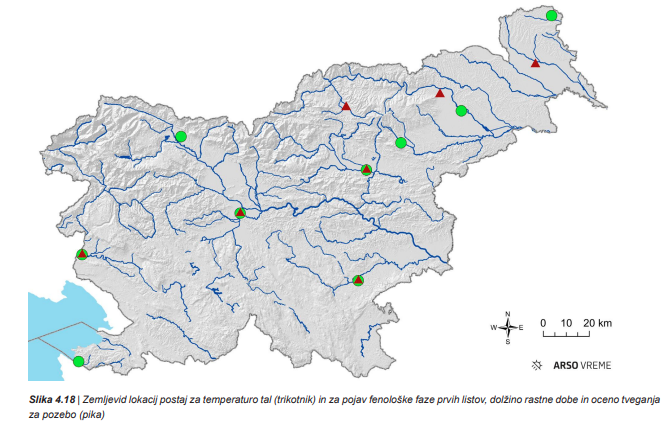 N
W E
S
0 10 20 km
ARSO VREME
Slika 4.18 | Zemljevid lokacij postaj za temperaturo tal (trikotnik) in za pojav fenološke faze prvih listov, dolžino rastne dobe in oceno tveganja
za pozebo (pika)